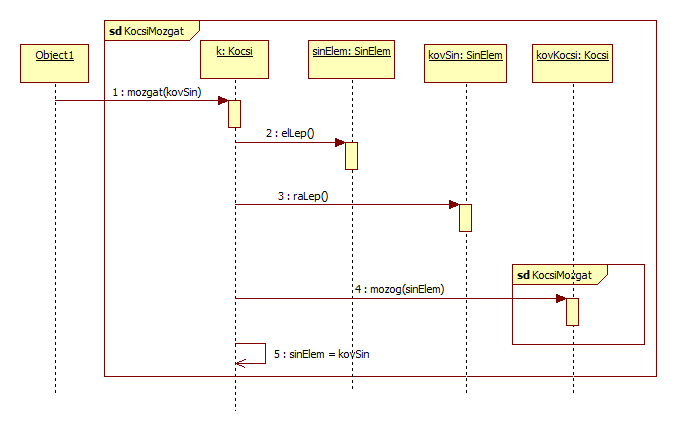 sd KocsiMozgat
Object1
k: Kocsi
sinElem: SinElem
kovSin: SinElem
kovKocsi: Kocsi
1 : mozgat(kovSin)
2 : elLep()
3 : raLep()
sd KocsiMozgat
4 : mozog(sinElem)
5 : sinElem = kovSin